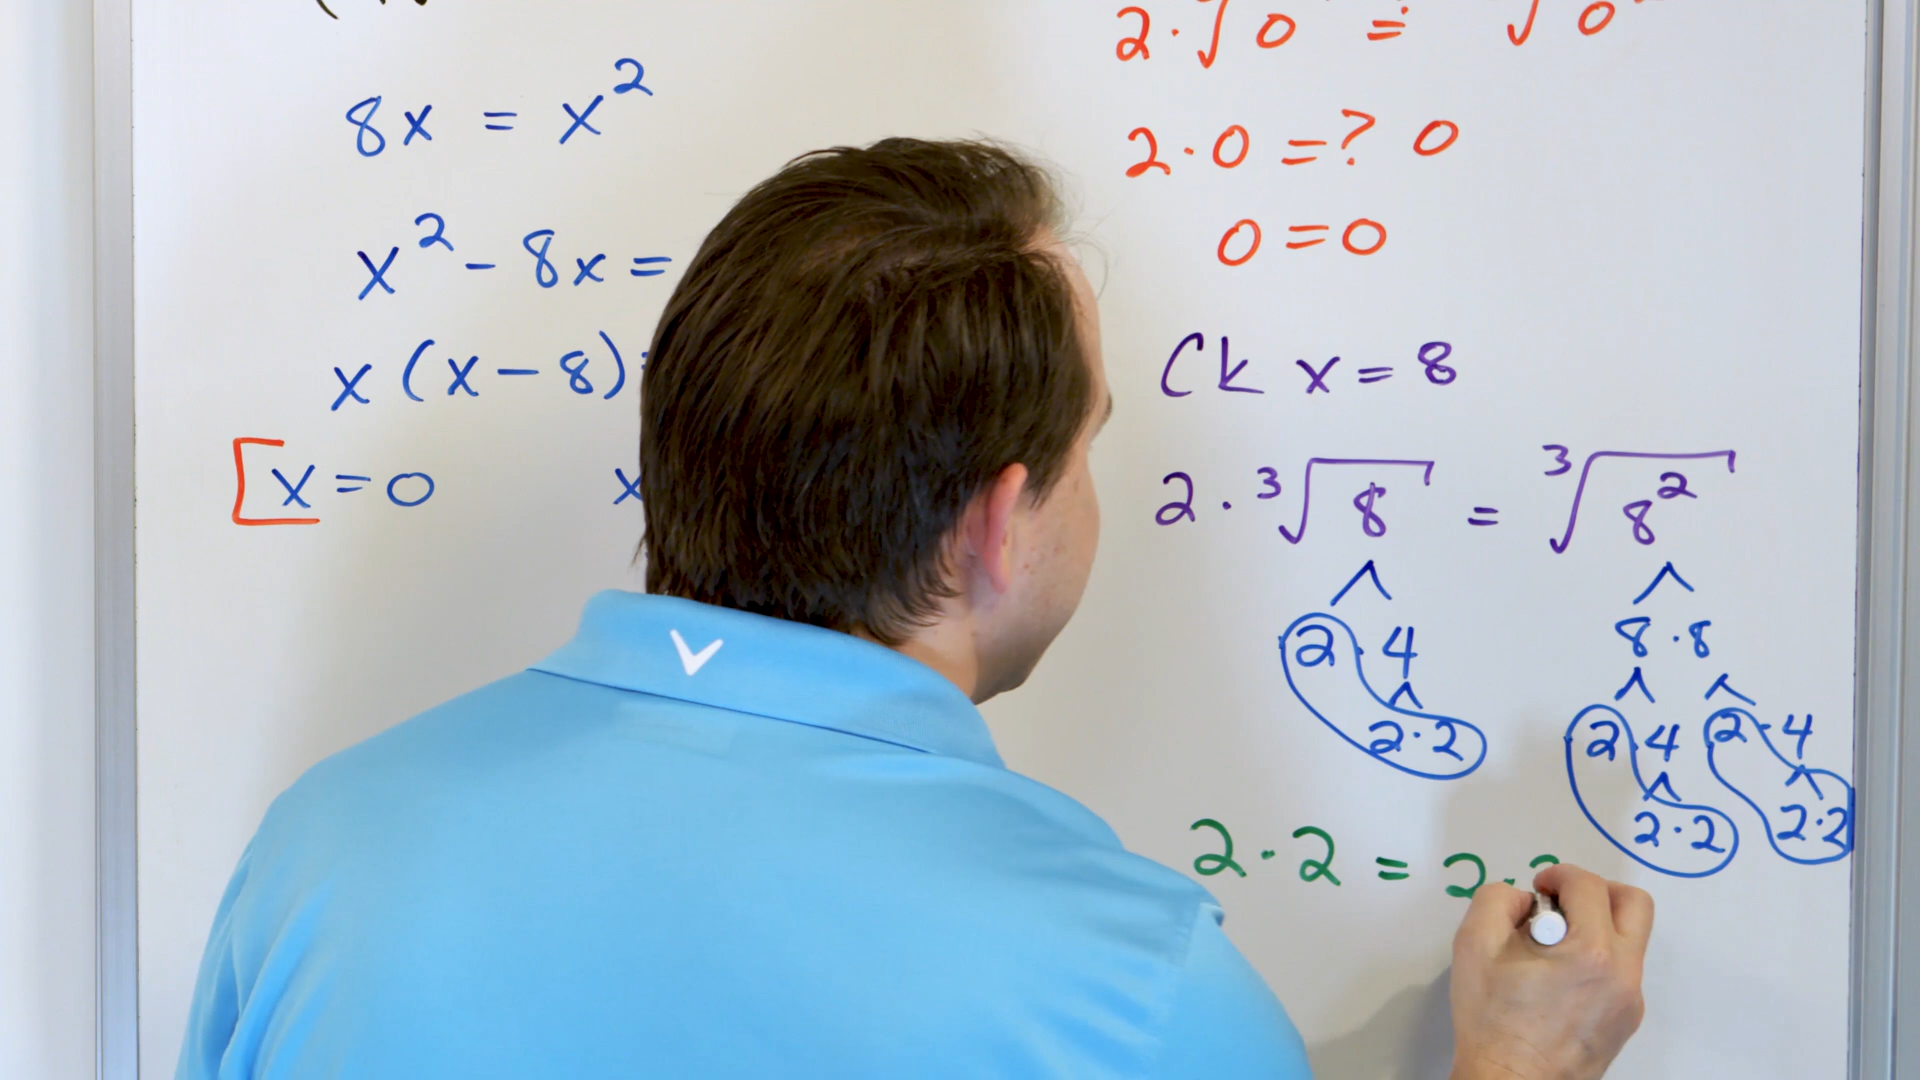 8x = x²
x² - 8x =
x (x - 8)
x = 0 x
2 · √0 = √0
2 · 0 =? 0
0 = 0
Ck x = 8
2 · ³√8 = ³√8²
2 · 4 8 · 8
2 · 2 2 · 4 2 · 4
2 · 2 2 · 2
2 · 2 = 2 · 2